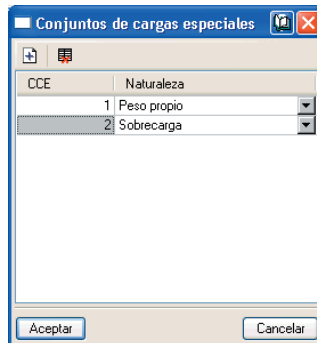 Conjuntos de cargas especiales
CCE Naturaleza
1 Peso propio
2 Sobrecarga
Aceptar Cancelar